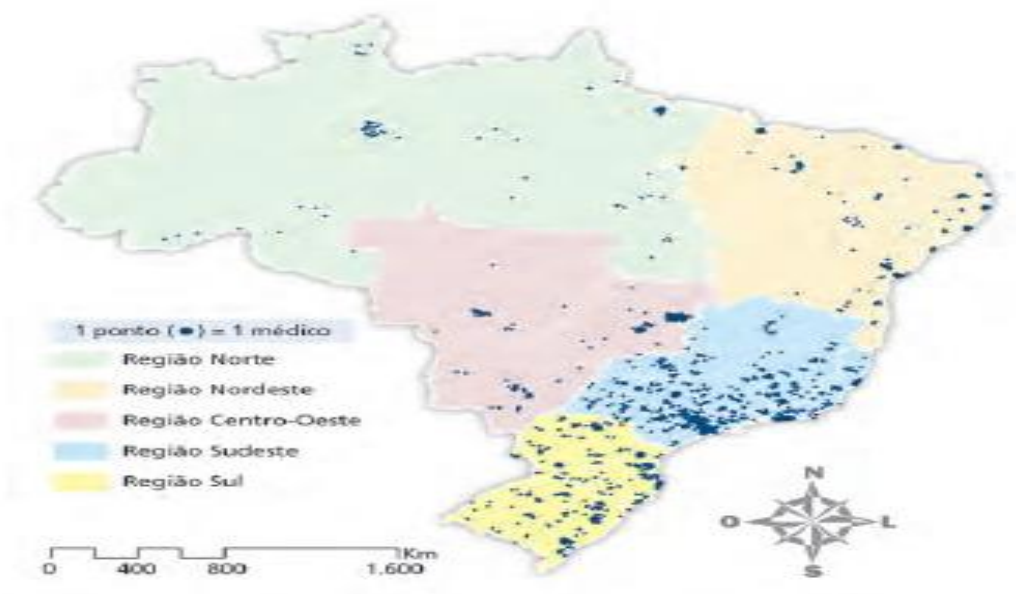 1 ponto (●) = 1 médico
Região Norte
Região Nordeste
Região Centro-Oeste
Região Sudeste
Região Sul
Km
0 400 800 1.600
N
O L
S